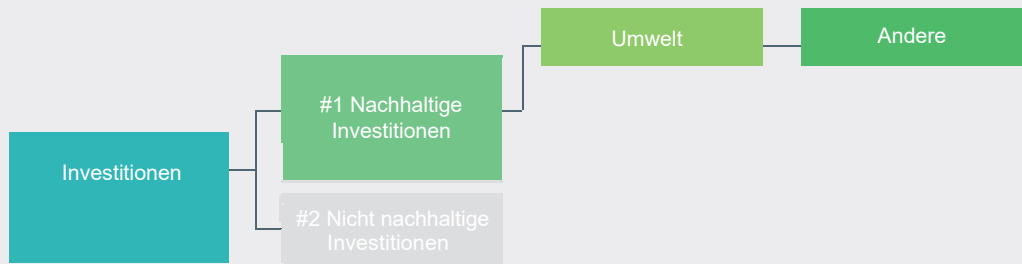 Umwelt
Andere
#1 Nachhaltige
Investitionen
Investitionen
#2 Nicht nachhaltige
Investitionen